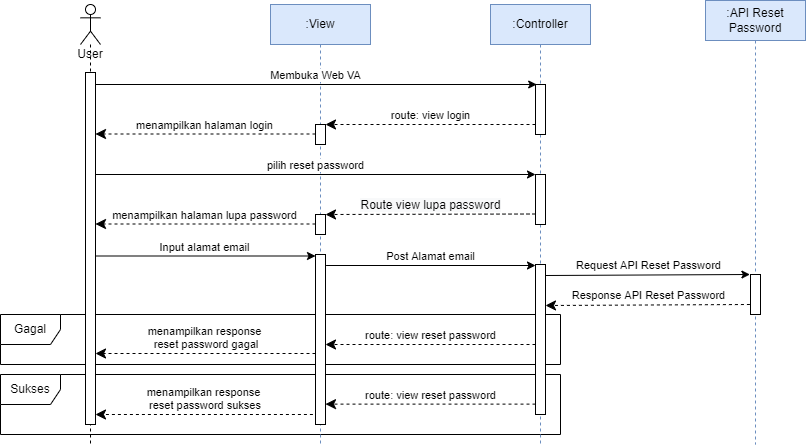 :View
:Controller
:API Reset
Password
User
Membuka Web VA
route: view login
menampilkan halaman login
pilih reset password
Route view lupa password
menampilkan halaman lupa password
Input alamat email
Post Alamat email
Request API Reset Password
Response API Reset Password
Gagal
menampilkan response
reset password gagal
route: view reset password
Sukses
menampilkan response
reset password sukses
route: view reset password